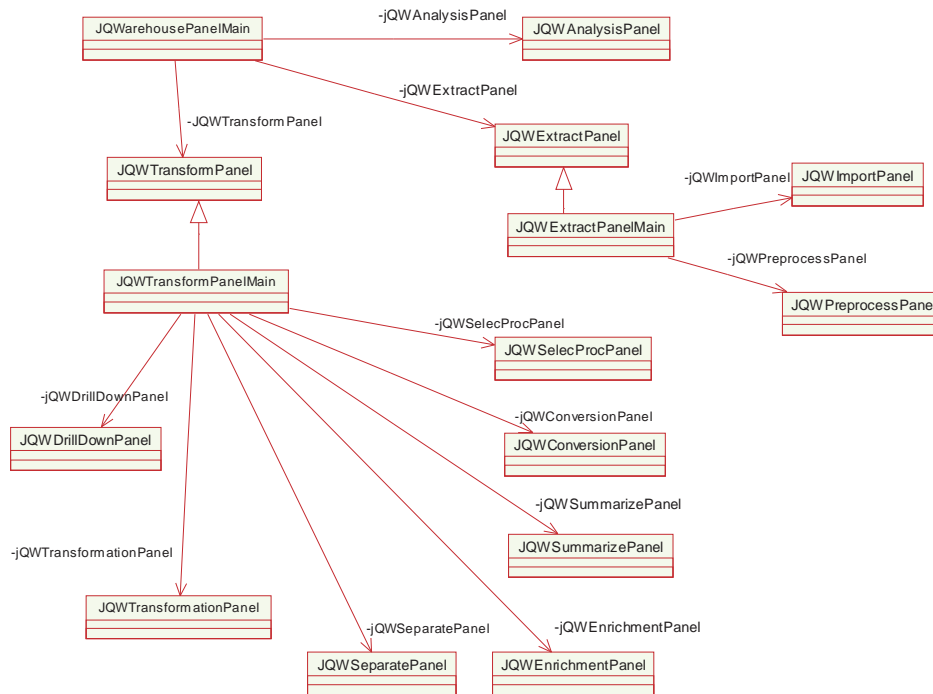 -jQWAnalysisPanel
JQWarehousePanelMain
JQWAnalysisPanel
-jQWExtractPanel
-JQWTransformPanel
JQWExtractPanel
JQWTransformPanel
-jQWImportPanel
JQWImportPanel
JQWExtractPanelMain
-jQWPreprocessPanel
JQWTransformPanelMain
JQWPreprocessPanel
-jQWSelecProcPanel
JQWSelecProcPanel
-jQWDrillDownPanel
-jQWConversionPanel
JQWDrillDownPanel
JQWConversionPanel
-jQWSummarizePanel
JQWSummarizePanel
-jQWTransformationPanel
JQWTransformationPanel
-jQWSeparatePanel
-jQWEnrichmentPanel
JQWSeparatePanel
JQWEnrichmentPanel